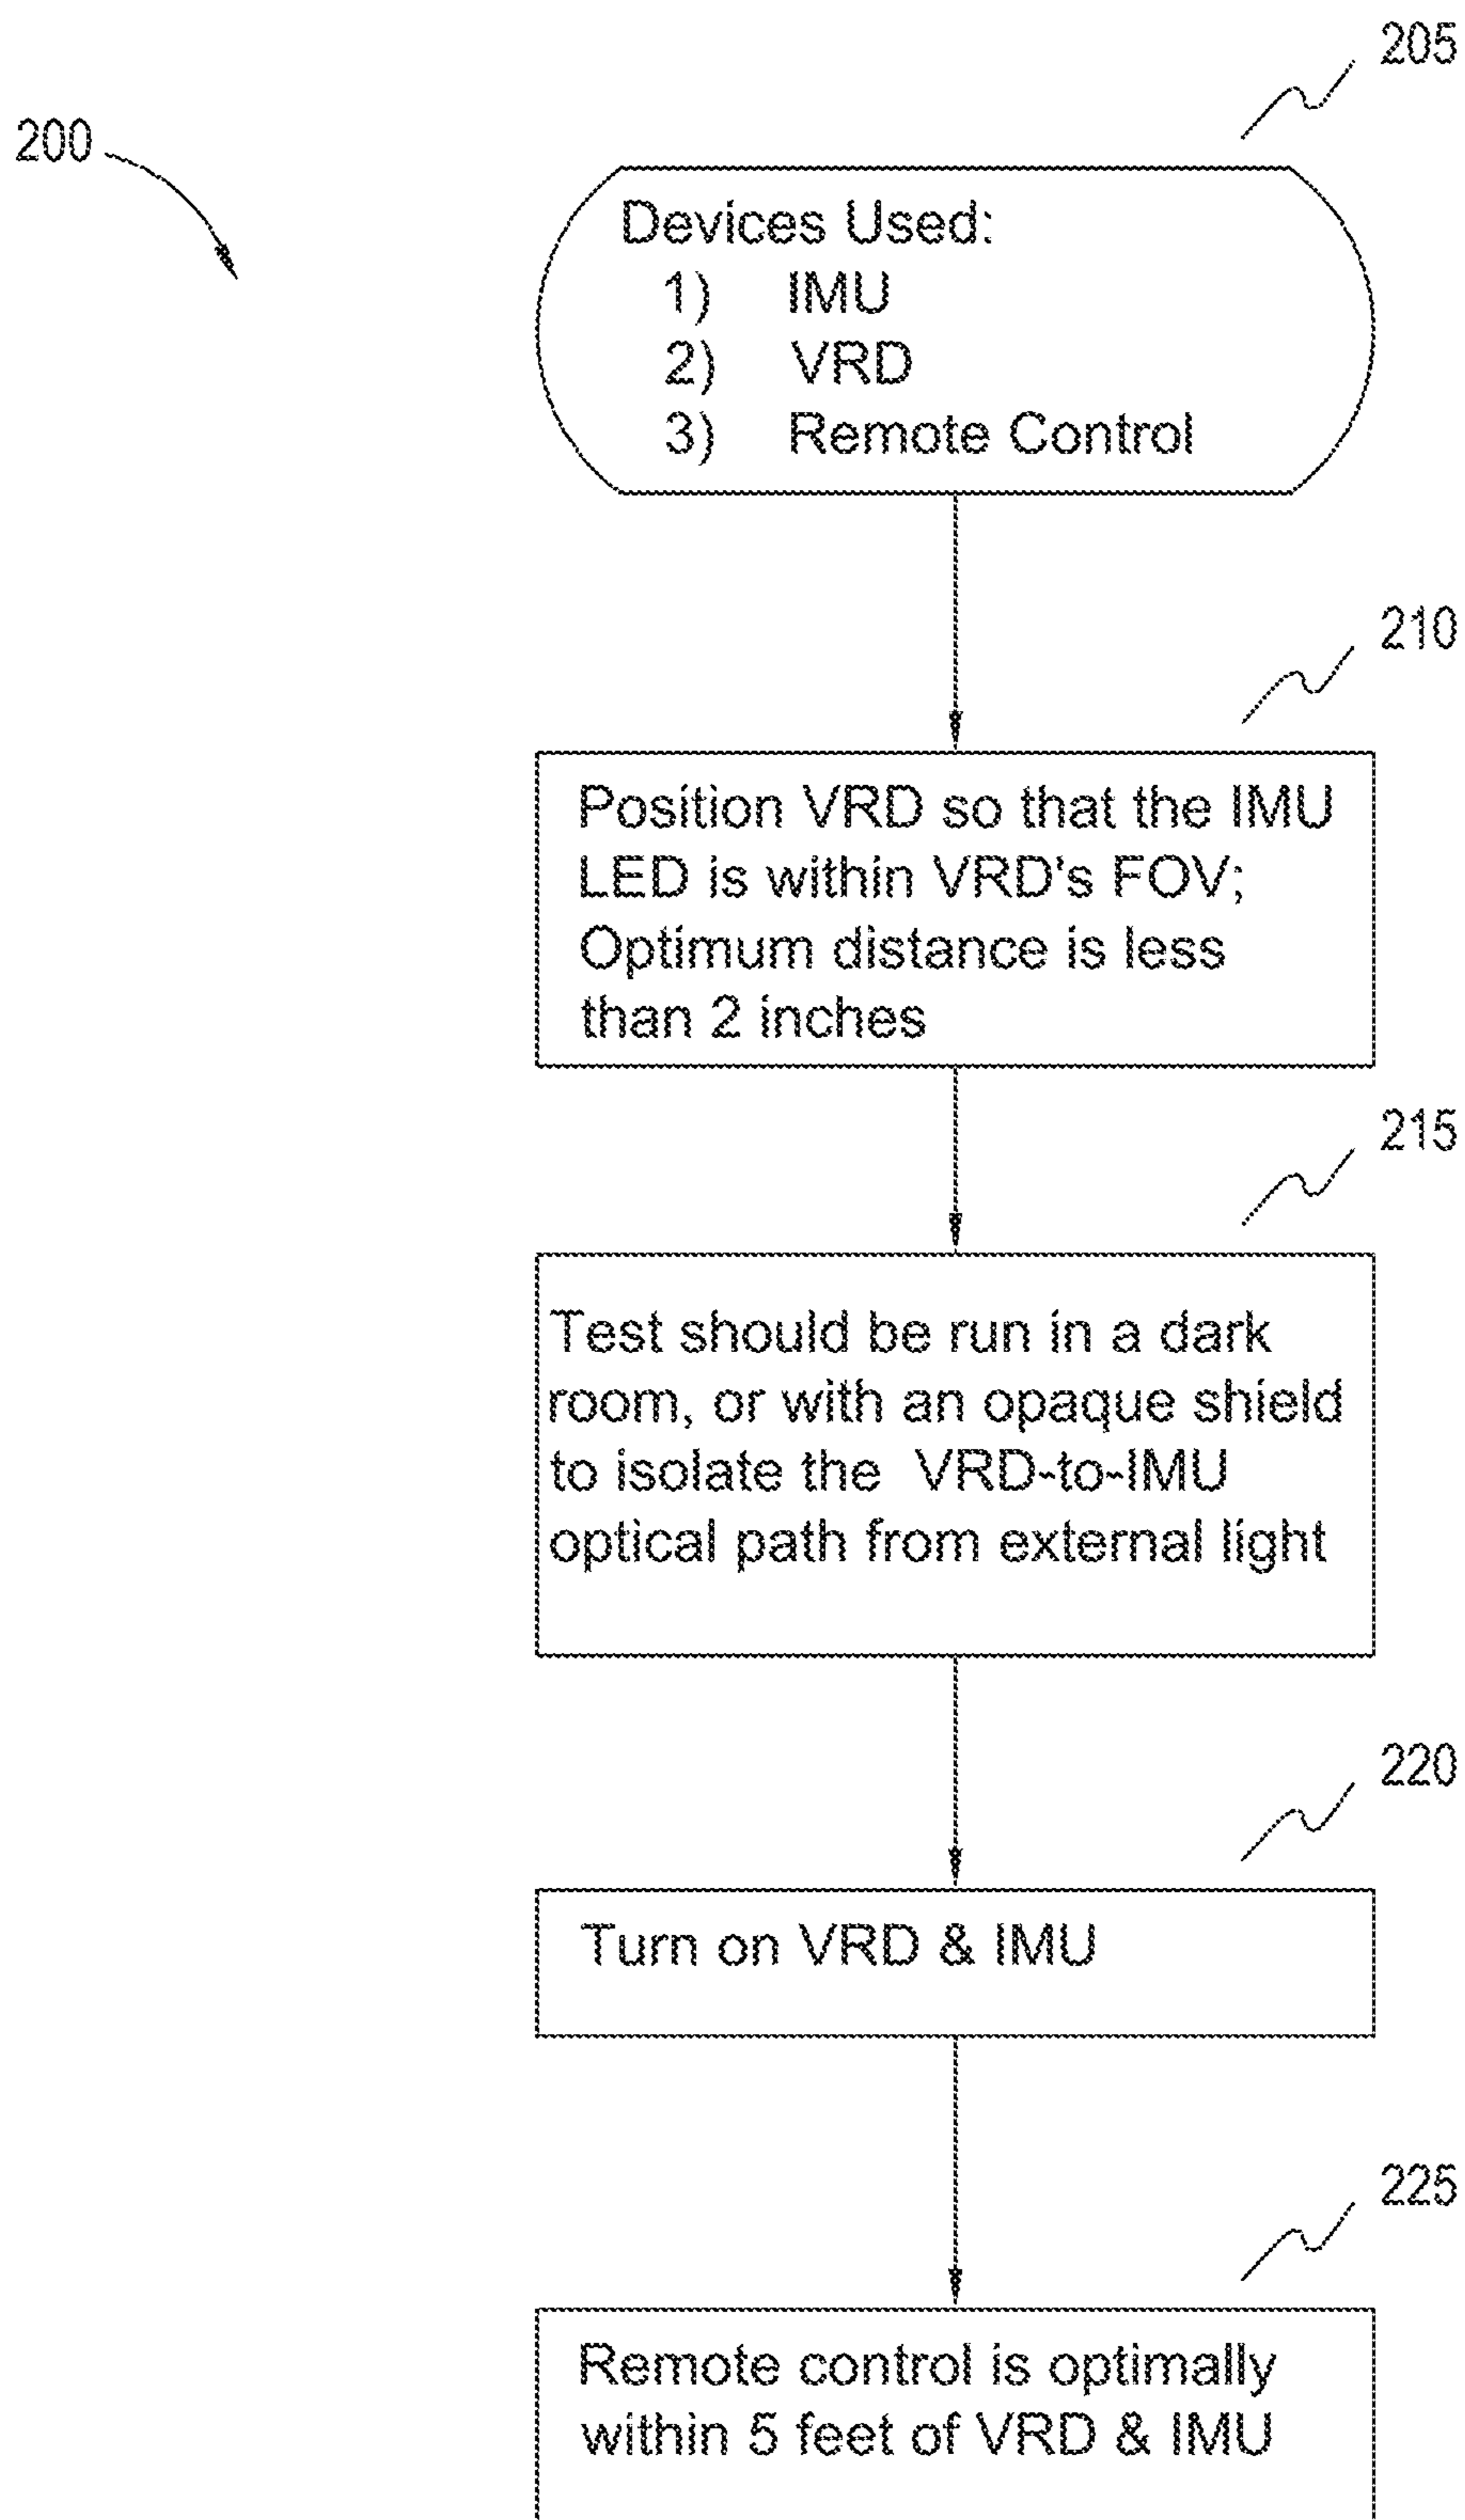 205
200
Devices Used:
1) IMU
2) VRD
3) Remote Control
210
Position VRD so that the IMU
LED is within VRD's FOV;
Optimum distance is less
than 2 inches
215
Test should be run in a dark
room, or with an opaque shield
to isolate the VRD-to-IMU
optical path from external light
220
Turn on VRD & IMU
225
Remote control is optimally
within 5 feet of VRD & IMU